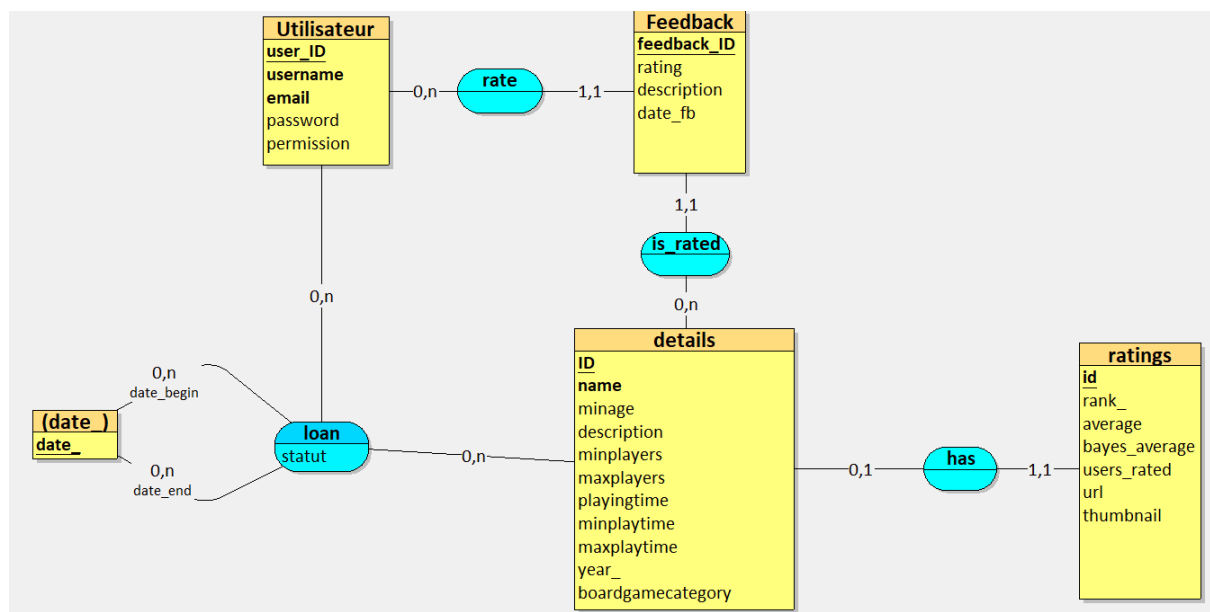 Utilisateur
user_ID
username
email
password
permission
0,n
rate
1,1
Feedback
feedback_ID
rating
description
date_fb
1,1
is_rated
0,n
0,n
0,n
date_begin
(date_)
date_
0,n
date_end
loan
statut
0,n
details
ID
name
minage
description
minplayers
maxplayers
playingtime
minplaytime
maxplaytime
year_
boardgamecategory
0,1
has
1,1
ratings
id
rank_
average
bayes_average
users_rated
url
thumbnail